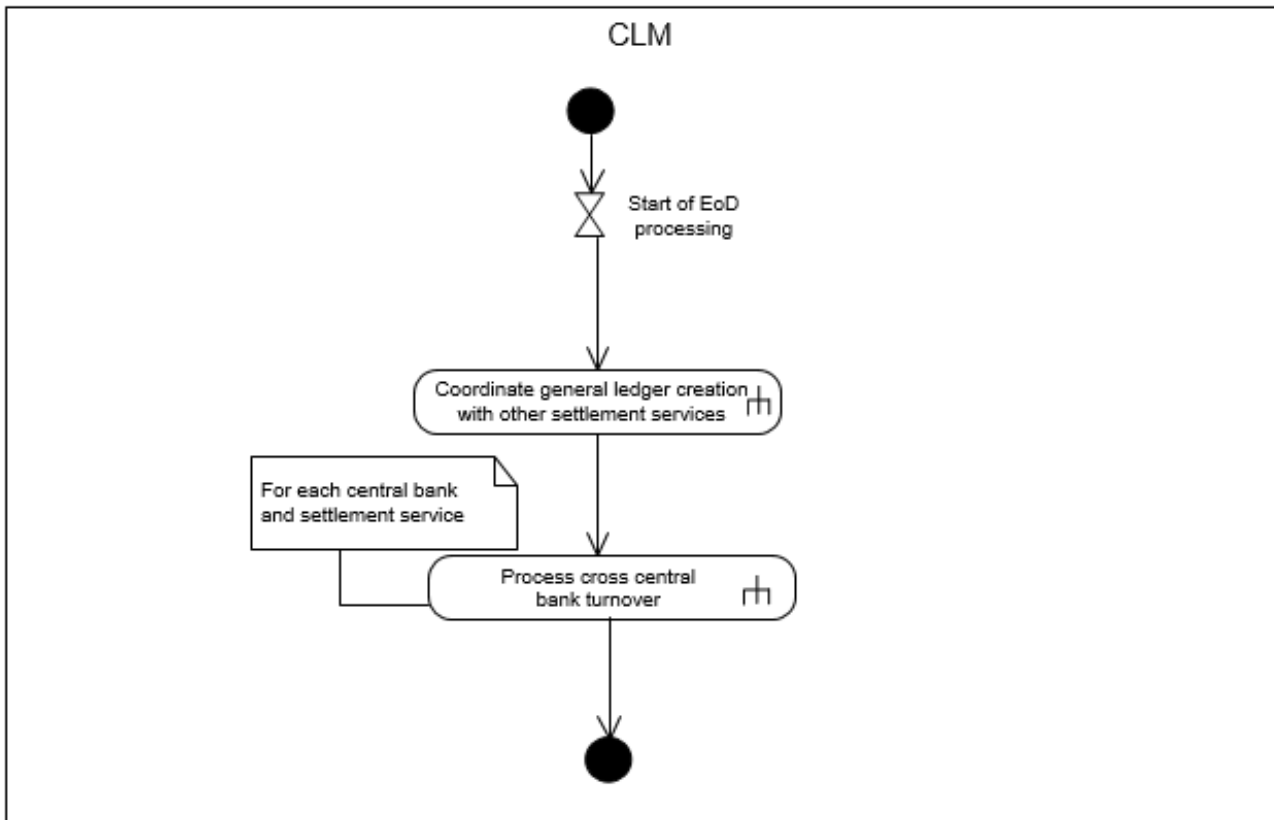 CLM
Start of EoD
processing
Coordinate general ledger creation
with other settlement services
For each central bank
and settlement service
Process cross central
bank turnover